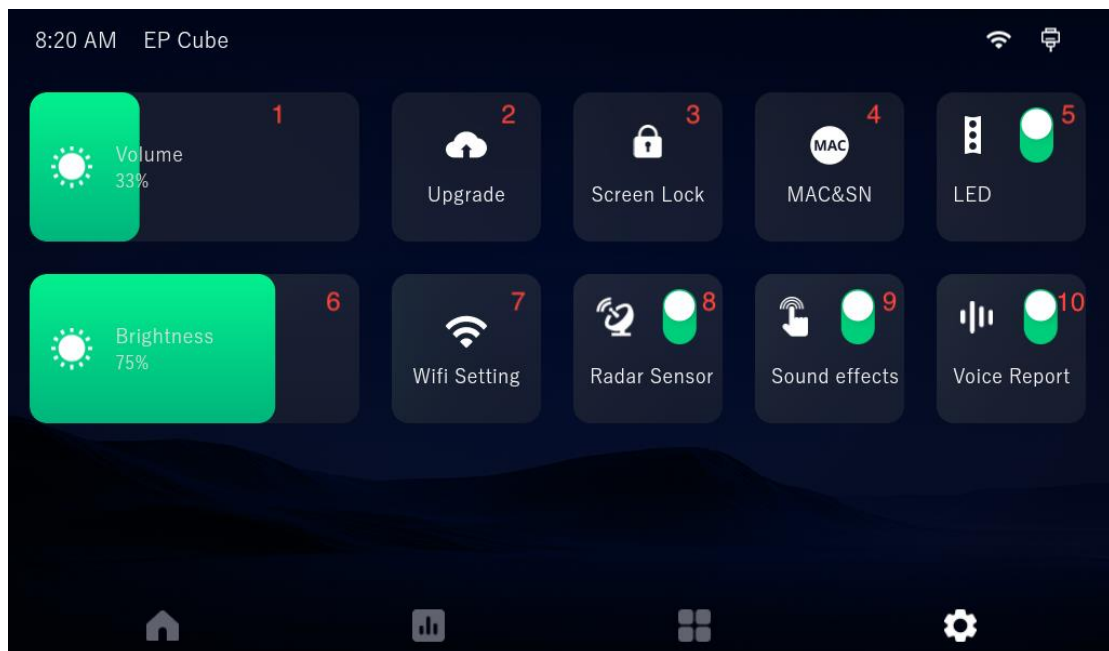 8:20 AM EP Cube
1
Volume
33%
2
Upgrade
3
Screen Lock
4
MAC
MAC&SN
5
LED
6
Brightness
75%
7
Wifi Setting
8
Radar Sensor
9
Sound effects
10
Voice Report